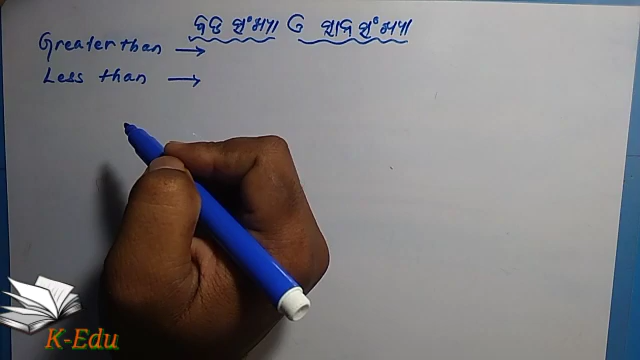 ବଡ ସଂଖ୍ୟା ଓ ସାନ ସଂଖ୍ୟା
Greater than →
Less than →
K-Edu